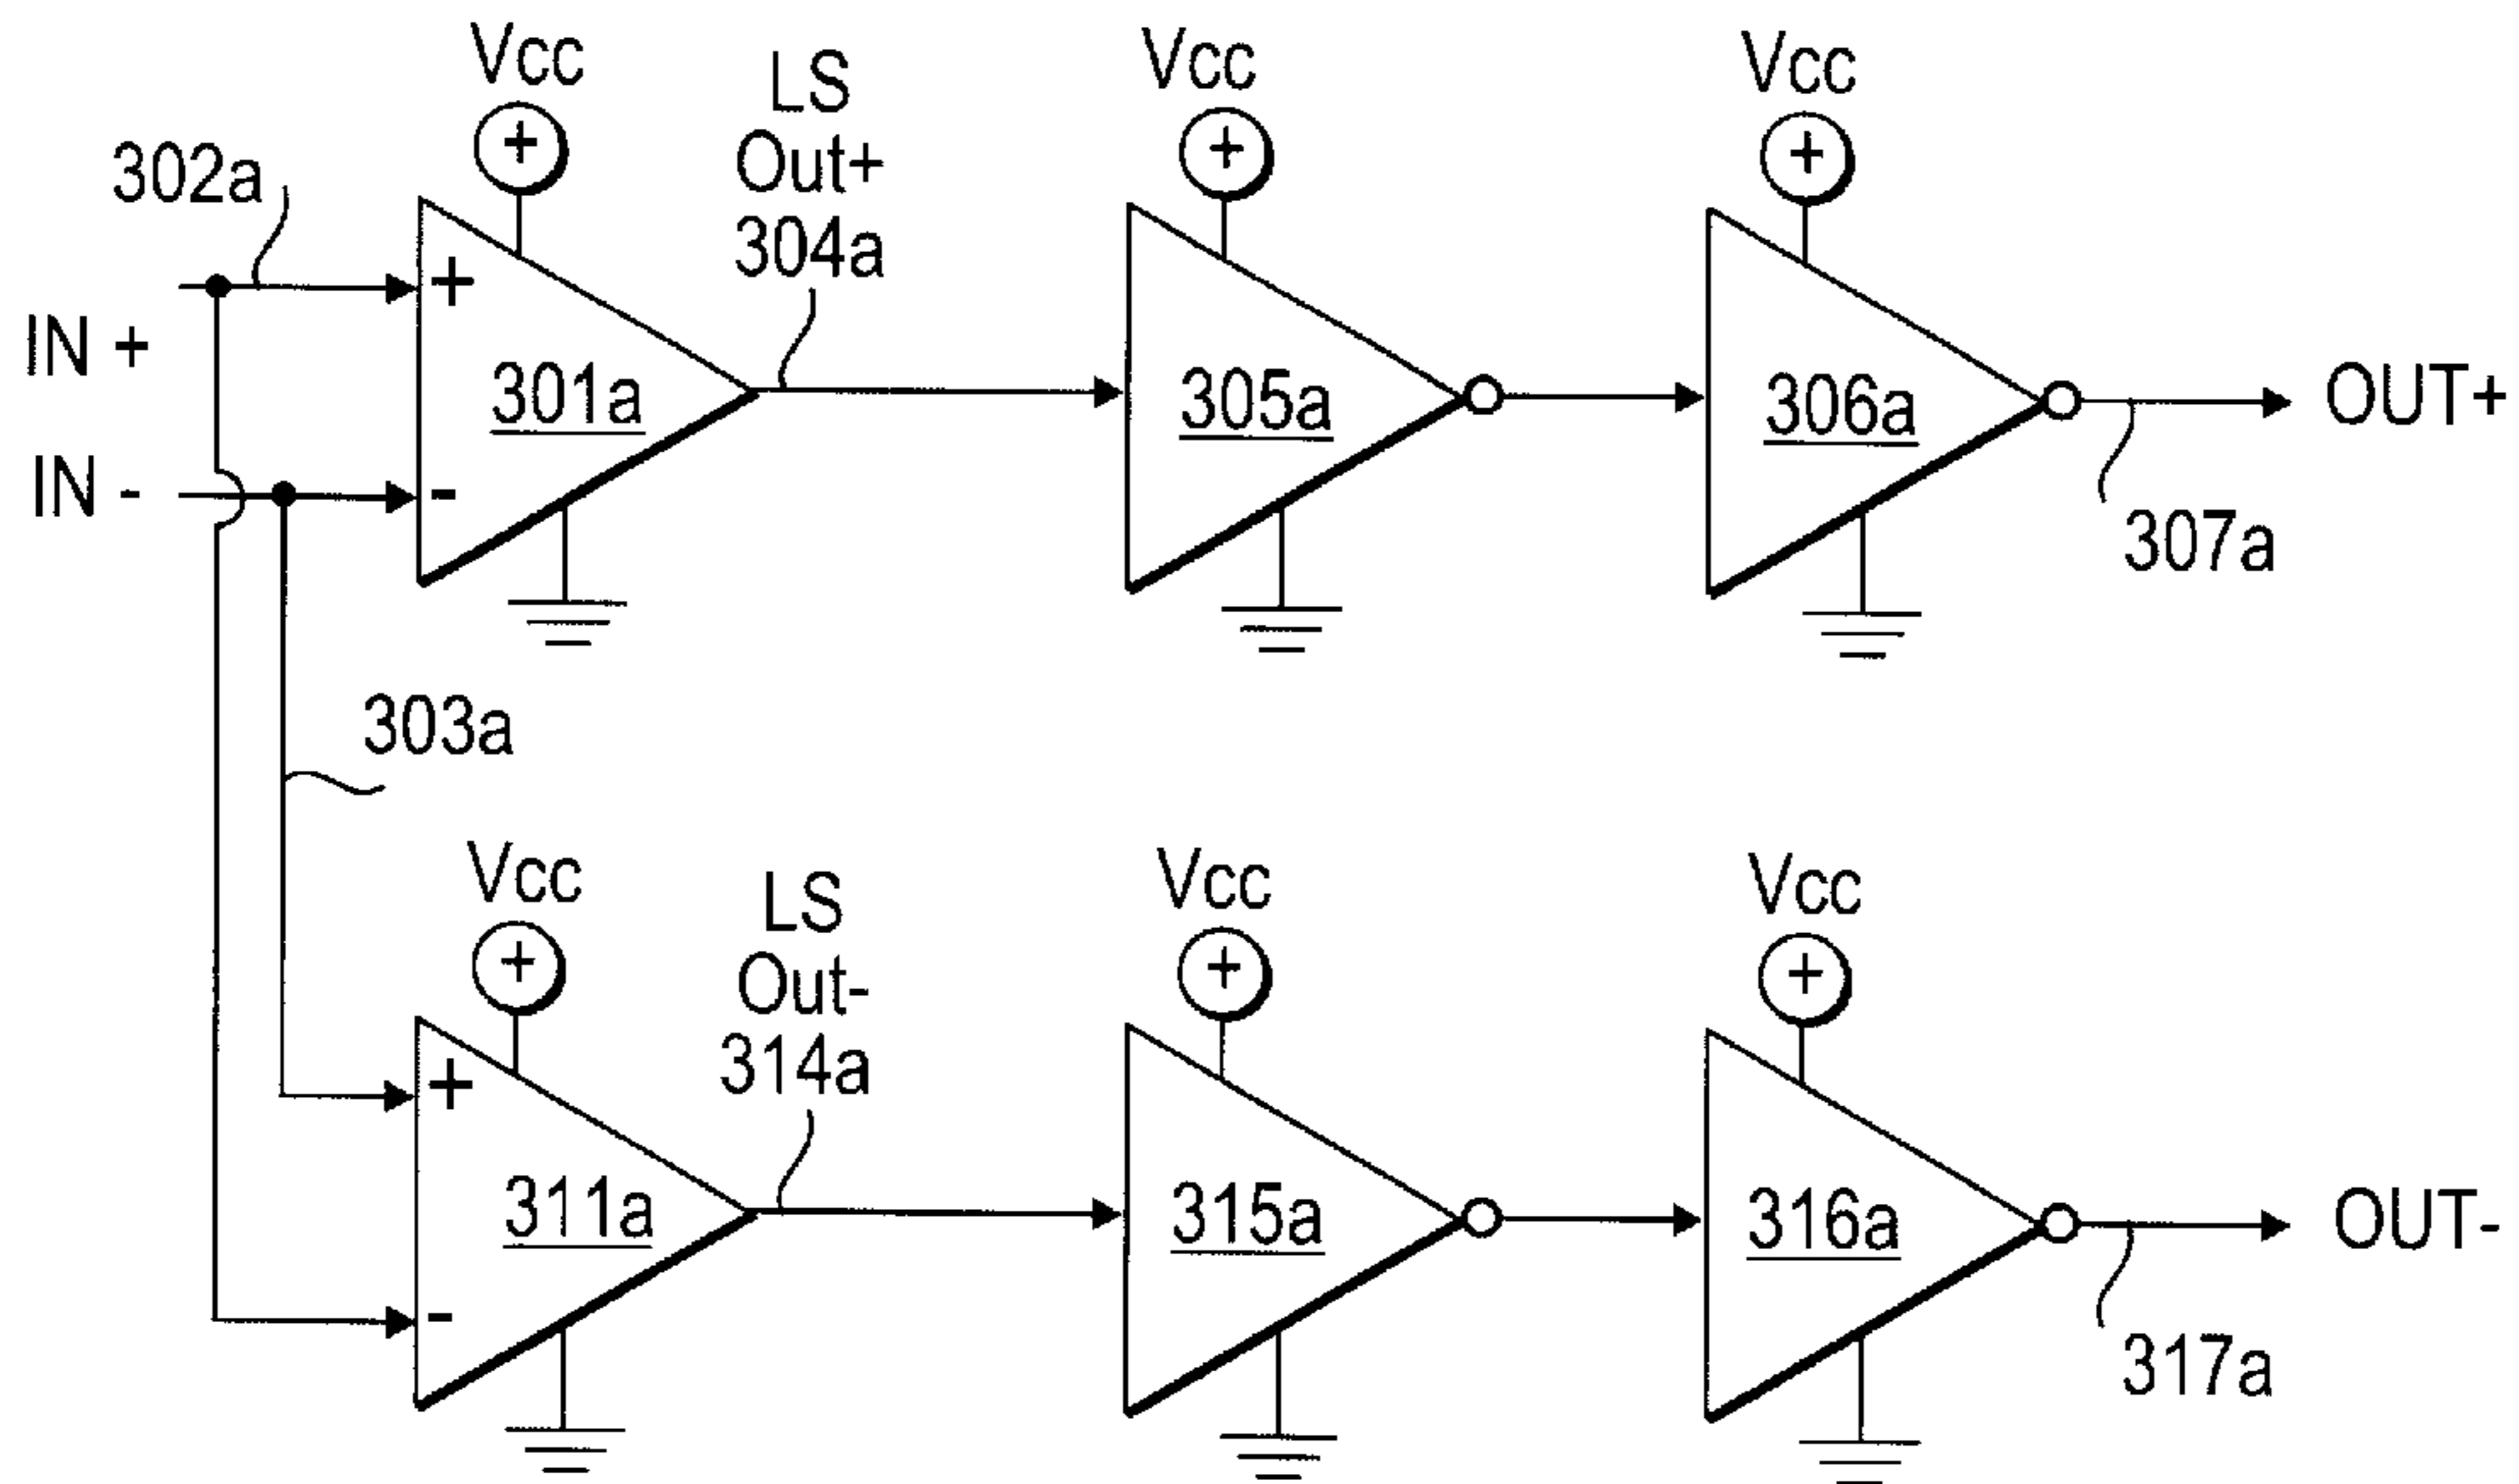 Vcc
LS
Out+
304a
Vcc
Vcc
302a
+
+
+
IN +
+
301a
305a
306a
OUT+
IN -
-
307a
303a
Vcc
LS
Out-
314a
Vcc
Vcc
+
+
+
+
311a
315a
316a
OUT-
-
317a